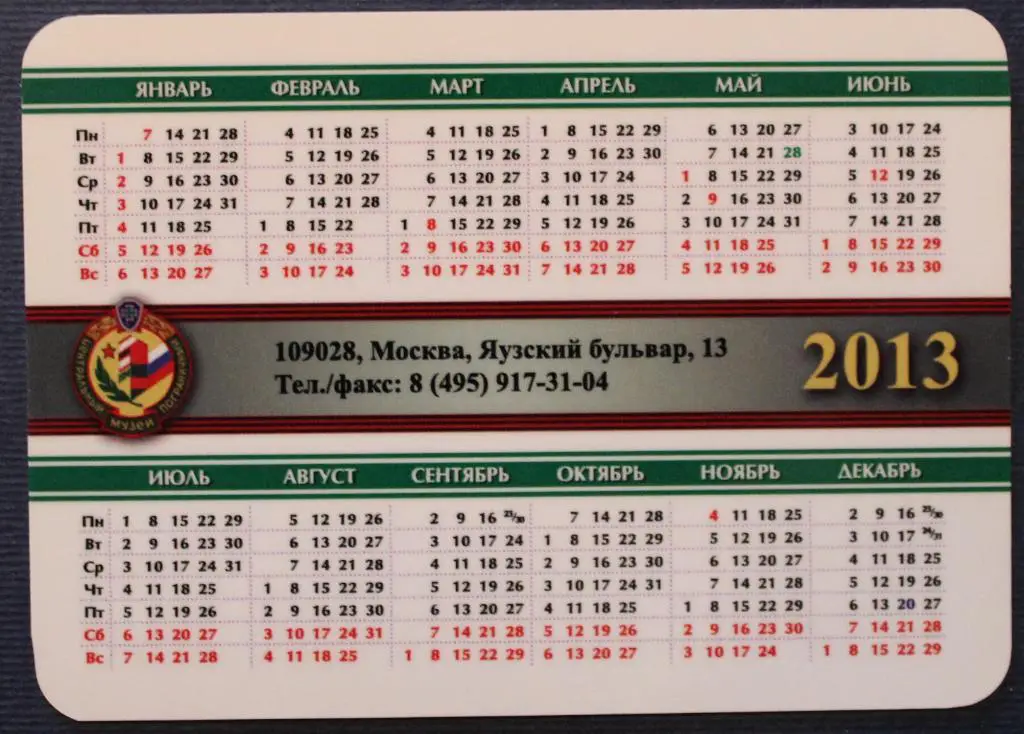 ЯНВАРЬ ФЕВРАЛЬ МАРТ АПРЕЛЬ МАЙ ИЮНЬ
Пн 7 14 21 28 4 11 18 25 4 11 18 25 1 8 15 22 29 6 13 20 27 3 10 17 24
Вт 1 8 15 22 29 5 12 19 26 5 12 19 26 2 9 16 23 30 7 14 21 28 4 11 18 25
Ср 2 9 16 23 30 6 13 20 27 6 13 20 27 3 10 17 24 1 8 15 22 29 5 12 19 26
Чт 3 10 17 24 31 7 14 21 28 7 14 21 28 4 11 18 25 2 9 16 23 30 6 13 20 27
Пт 4 11 18 25 1 8 15 22 1 8 15 22 29 5 12 19 26 3 10 17 24 31 7 14 21 28
Сб 5 12 19 26 2 9 16 23 2 9 16 23 30 6 13 20 27 4 11 18 25 1 8 15 22 29
Вс 6 13 20 27 3 10 17 24 3 10 17 24 31 7 14 21 28 5 12 19 26 2 9 16 23 30
ЦЕНТРАЛЬНЫЙ МУЗЕЙ ПОГРАНИЧНИКА
109028, Москва, Яузский бульвар, 13
Тел./факс: 8 (495) 917-31-04
2013
ИЮЛЬ АВГУСТ СЕНТЯБРЬ ОКТЯБРЬ НОЯБРЬ ДЕКАБРЬ
Пн 1 8 15 22 29 5 12 19 26 2 9 16 23/30 7 14 21 28 4 11 18 25 2 9 16 23/30
Вт 2 9 16 23 30 6 13 20 27 3 10 17 24 1 8 15 22 29 5 12 19 26 3 10 17 24/31
Ср 3 10 17 24 31 7 14 21 28 4 11 18 25 2 9 16 23 30 6 13 20 27 4 11 18 25
Чт 4 11 18 25 1 8 15 22 29 5 12 19 26 3 10 17 24 31 7 14 21 28 5 12 19 26
Пт 5 12 19 26 2 9 16 23 30 6 13 20 27 4 11 18 25 1 8 15 22 29 6 13 20 27
Сб 6 13 20 27 3 10 17 24 31 7 14 21 28 5 12 19 26 2 9 16 23 30 7 14 21 28
Вс 7 14 21 28 4 11 18 25 1 8 15 22 29 6 13 20 27 3 10 17 24 1 8 15 22 29